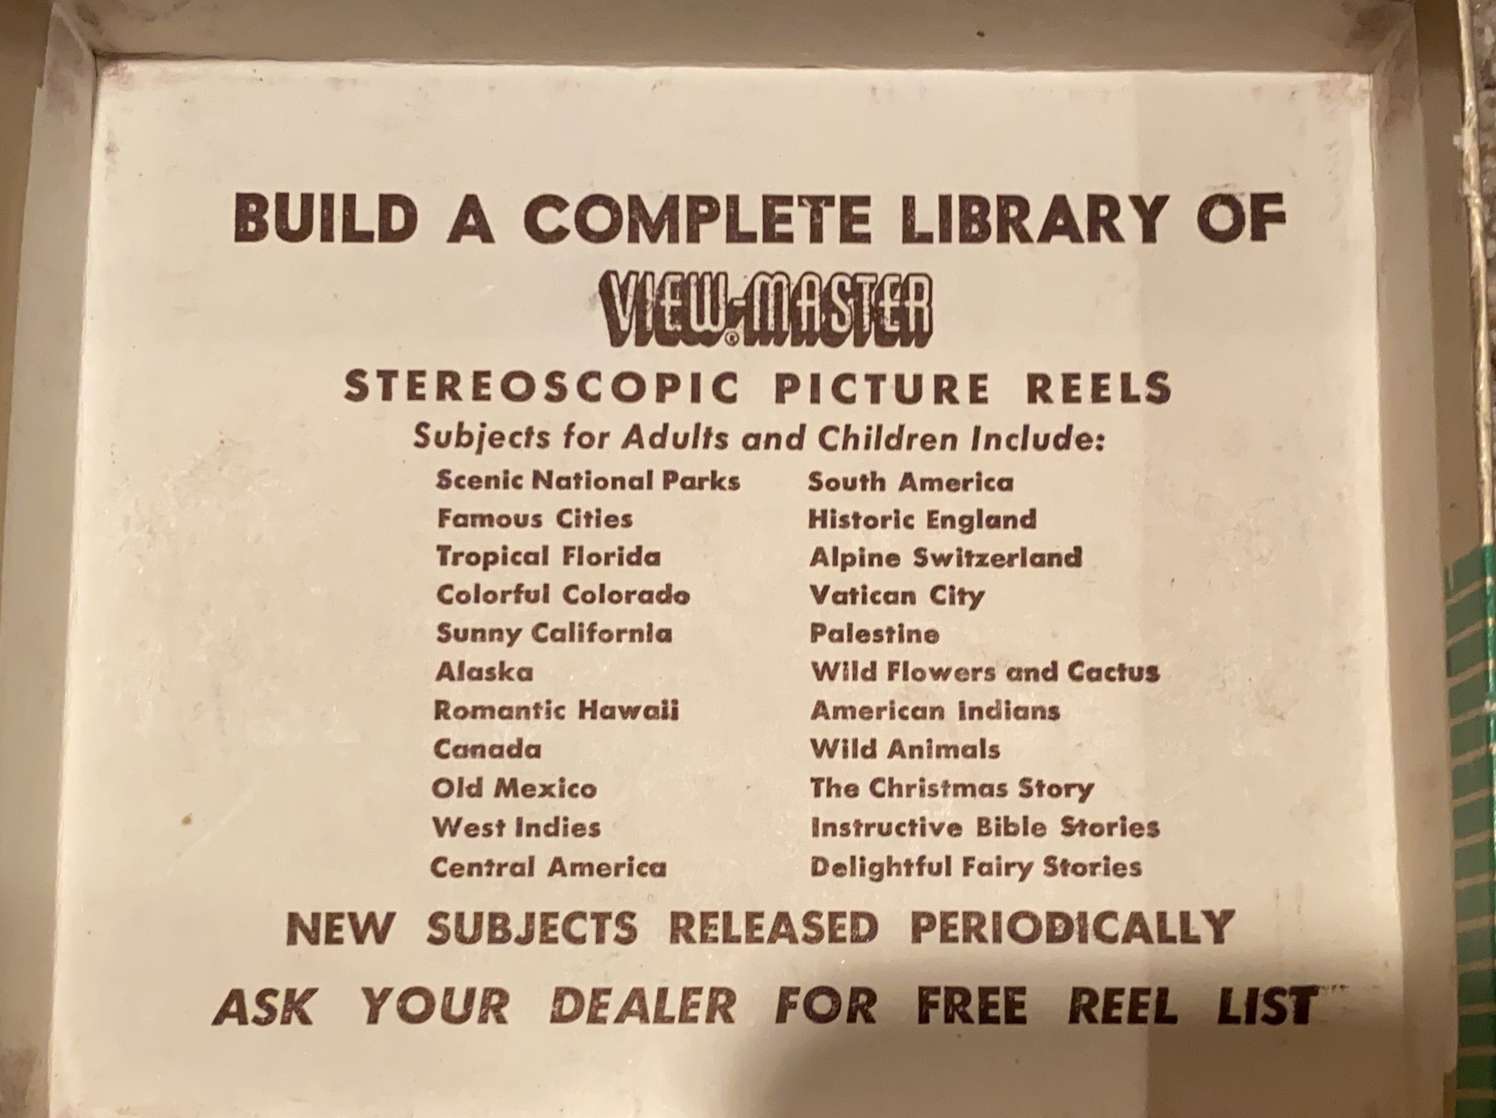 BUILD A COMPLETE LIBRARY OF
VIEW-MASTER®
STEREOSCOPIC PICTURE REELS
Subjects for Adults and Children Include:
Scenic National Parks
Famous Cities
Tropical Florida
Colorful Colorado
Sunny California
Alaska
Romantic Hawaii
Canada
Old Mexico
West Indies
Central America
South America
Historic England
Alpine Switzerland
Vatican City
Palestine
Wild Flowers and Cactus
American Indians
Wild Animals
The Christmas Story
Instructive Bible Stories
Delightful Fairy Stories
NEW SUBJECTS RELEASED PERIODICALLY
ASK YOUR DEALER FOR FREE REEL LIST